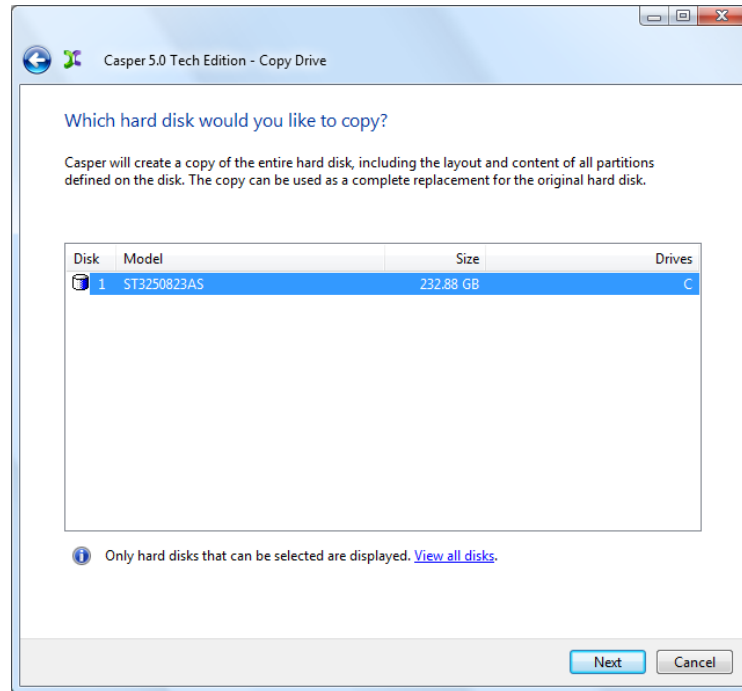 Casper 5.0 Tech Edition - Copy Drive
Which hard disk would you like to copy?
Casper will create a copy of the entire hard disk, including the layout and content of all partitions
defined on the disk. The copy can be used as a complete replacement for the original hard disk.
Disk Model Size Drives
1 ST3250823AS 232.88 GB C
Only hard disks that can be selected are displayed. View all disks.
Next Cancel